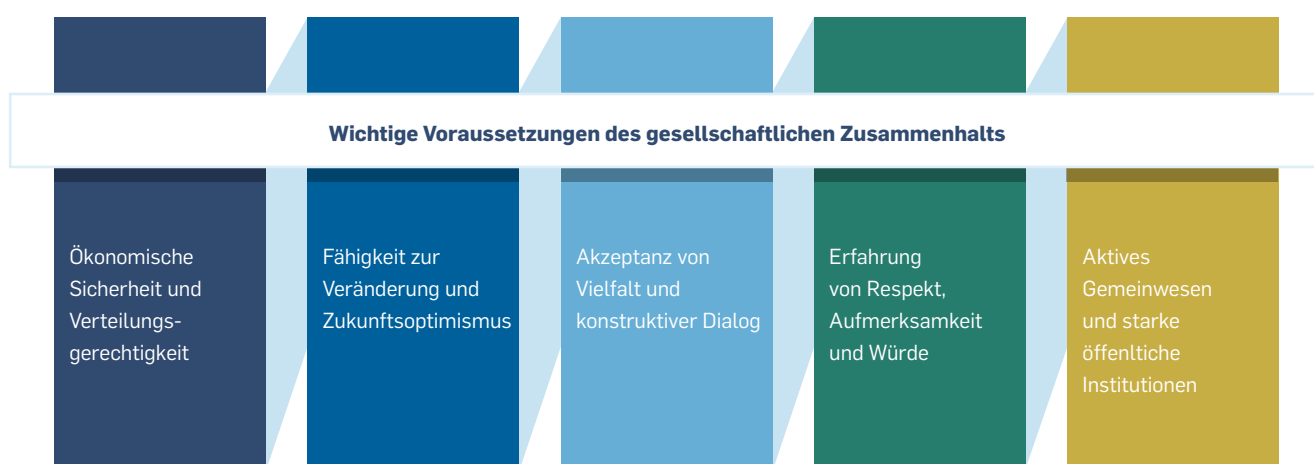 Wichtige Voraussetzungen des gesellschaftlichen Zusammenhalts
Ökonomische
Sicherheit und
Verteilungs-
gerechtigkeit
Fähigkeit zur
Veränderung und
Zukunftsoptimismus
Akzeptanz von
Vielfalt und
konstruktiver Dialog
Erfahrung
von Respekt,
Aufmerksamkeit
und Würde
Aktives
Gemeinwesen
und starke
öffenltiche
Institutionen